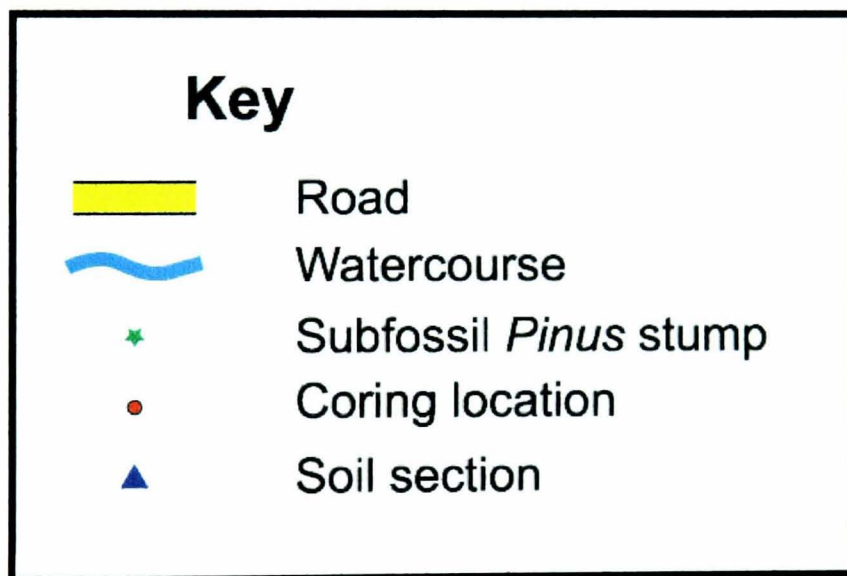 Key
Road
Watercourse
Subfossil Pinus stump
Coring location
Soil section